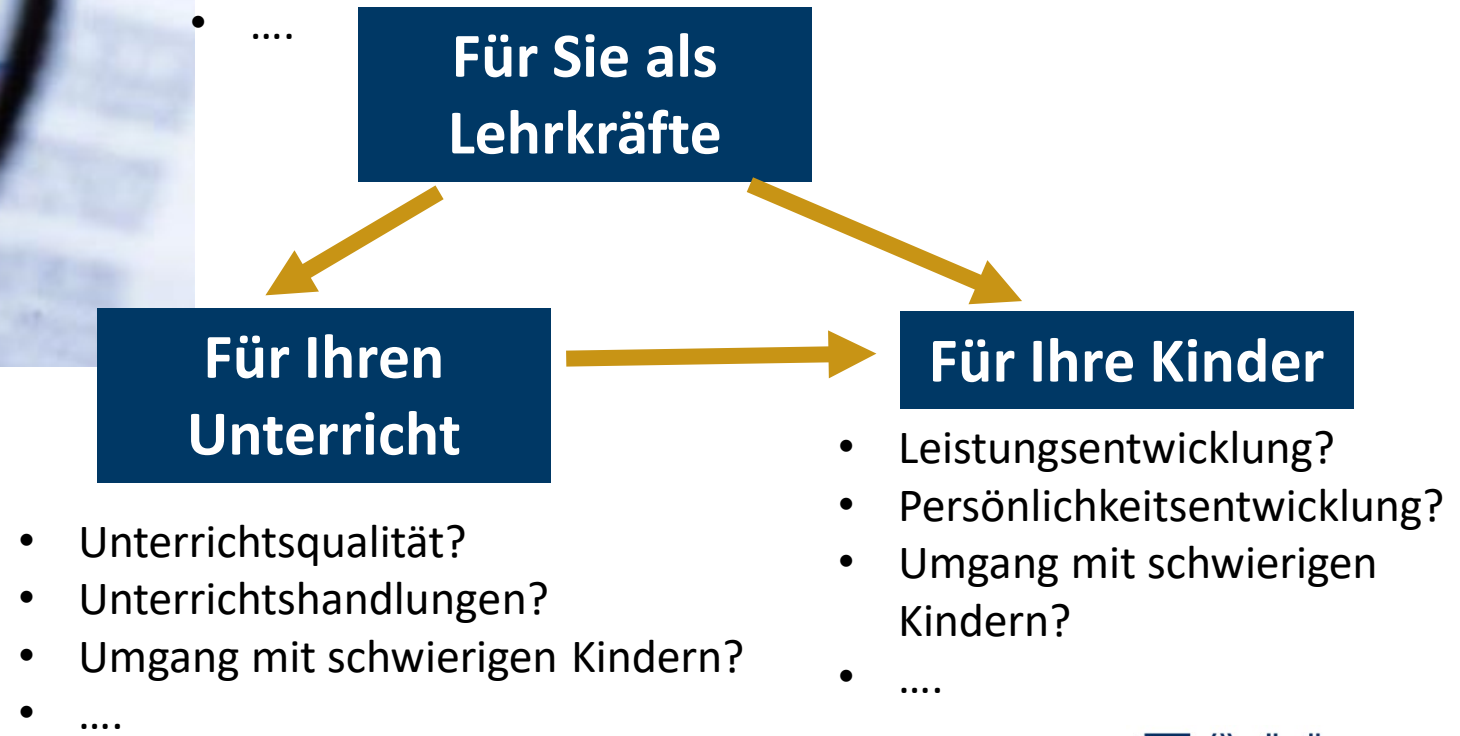 • ....
Für Sie als
Lehrkräfte
Für Ihren
Unterricht
• Unterrichtsqualität?
• Unterrichtshandlungen?
• Umgang mit schwierigen Kindern?
• ....
Für Ihre Kinder
• Leistungsentwicklung?
• Persönlichkeitsentwicklung?
• Umgang mit schwierigen
Kindern?
• ....